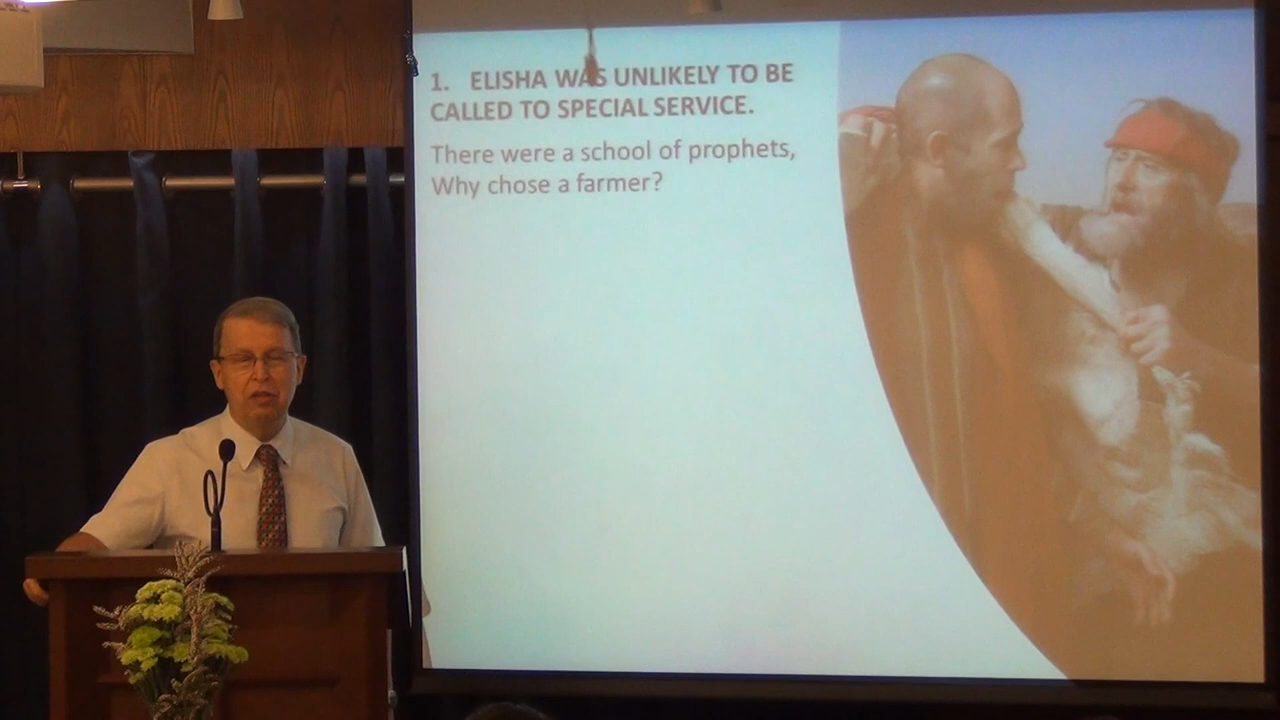 1. ELISHA WAS UNLIKELY TO BE
CALLED TO SPECIAL SERVICE.
There were a school of prophets,
Why chose a farmer?